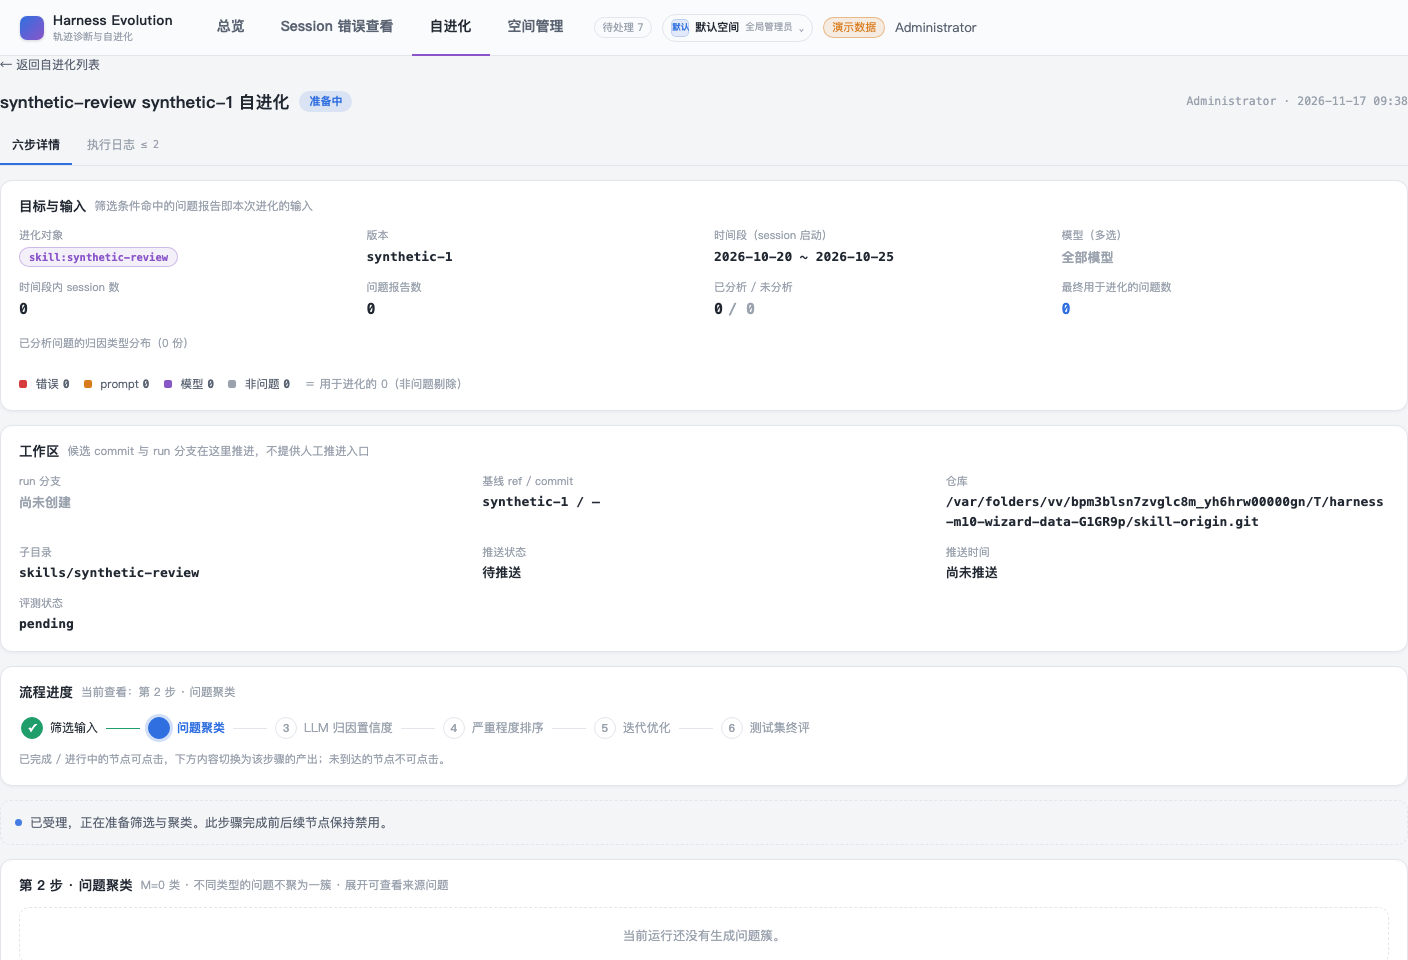 Harness Evolution
轨迹诊断与自进化
总览
Session 错误查看
自进化
空间管理
待处理 7
默认
默认空间
全局管理员
演示数据
Administrator
← 返回自进化列表
synthetic-review synthetic-1 自进化
准备中
Administrator · 2026-11-17 09:38
六步详情
执行日志 ≤ 2
目标与输入 筛选条件命中的问题报告即本次进化的输入
进化对象
版本
时间段（session 启动）
模型（多选）
skill:synthetic-review
synthetic-1
2026-10-20 ~ 2026-10-25
全部模型
时间段内 session 数
问题报告数
已分析 / 未分析
最终用于进化的问题数
0
0
0 / 0
0
已分析问题的归因类型分布（0 份）
错误 0
prompt 0
模型 0
非问题 0
= 用于进化的 0（非问题剔除）
工作区 候选 commit 与 run 分支在这里推进，不提供人工推进入口
run 分支
基线 ref / commit
仓库
尚未创建
synthetic-1 / —
/var/folders/vv/bpm3blsn7zvglc8m_yh6hrw00000gn/T/harness
-m10-wizard-data-G1GR9p/skill-origin.git
子目录
推送状态
推送时间
skills/synthetic-review
待推送
尚未推送
评测状态
pending
流程进度 当前查看：第 2 步 · 问题聚类
✓ 筛选输入
问题聚类
3 LLM 归因置信度
4 严重程度排序
5 迭代优化
6 测试集终评
已完成 / 进行中的节点可点击，下方内容切换为该步骤的产出；未到达的节点不可点击。
已受理，正在准备筛选与聚类。此步骤完成前后续节点保持禁用。
第 2 步 · 问题聚类 M=0 类 · 不同类型的问题不聚为一簇 · 展开可查看来源问题
当前运行还没有生成问题簇。